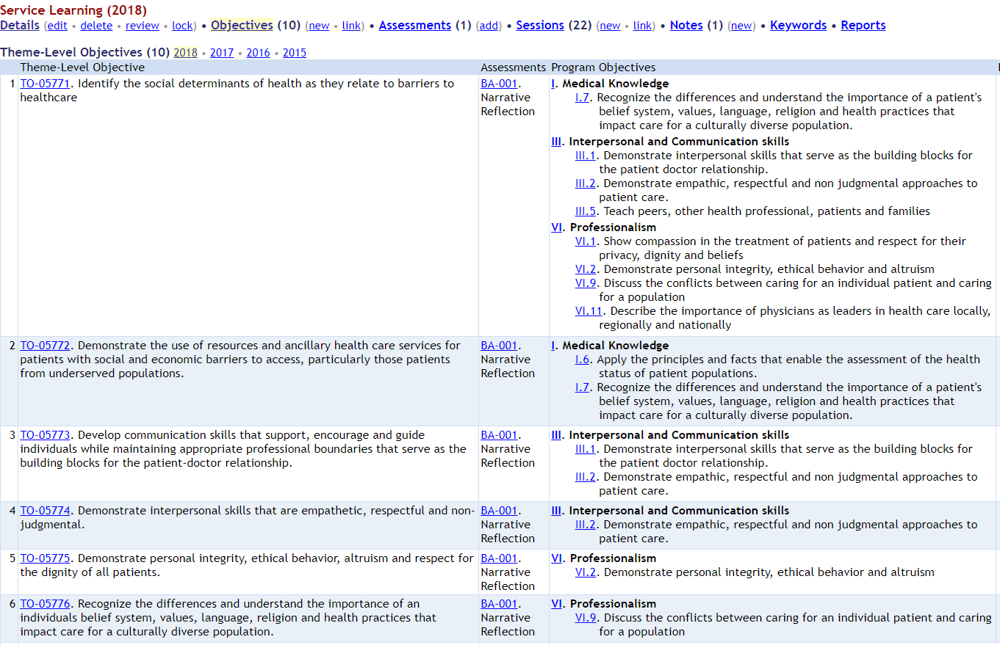 Service Learning (2018)
Details (edit • delete • review • lock) • Objectives (10) (new • link) • Assessments (1) (add) • Sessions (22) (new • link) • Notes (1) (new) • Keywords • Reports
Theme-Level Objectives (10) 2018 • 2017 • 2016 • 2015
Theme-Level Objective Assessments Program Objectives
1 TO-05771. Identify the social determinants of health as they relate to barriers to
healthcare
BA-001.
Narrative
Reflection
I. Medical Knowledge
I.7. Recognize the differences and understand the importance of a patient's
belief system, values, language, religion and health practices that
impact care for a culturally diverse population.
III. Interpersonal and Communication skills
III.1. Demonstrate interpersonal skills that serve as the building blocks for
the patient doctor relationship.
III.2. Demonstrate empathic, respectful and non judgmental approaches to
patient care.
III.5. Teach peers, other health professional, patients and families
VI. Professionalism
VI.1. Show compassion in the treatment of patients and respect for their
privacy, dignity and beliefs
VI.2. Demonstrate personal integrity, ethical behavior and altruism
VI.9. Discuss the conflicts between caring for an individual patient and caring
for a population
VI.11. Describe the importance of physicians as leaders in health care locally,
regionally and nationally
2 TO-05772. Demonstrate the use of resources and ancillary health care services for
patients with social and economic barriers to access, particularly those patients
from underserved populations.
BA-001.
Narrative
Reflection
I. Medical Knowledge
I.6. Apply the principles and facts that enable the assessment of the health
status of patient populations.
I.7. Recognize the differences and understand the importance of a patient's
belief system, values, language, religion and health practices that
impact care for a culturally diverse population.
3 TO-05773. Develop communication skills that support, encourage and guide
individuals while maintaining appropriate professional boundaries that serve as the
building blocks for the patient-doctor relationship.
BA-001.
Narrative
Reflection
III. Interpersonal and Communication skills
III.1. Demonstrate interpersonal skills that serve as the building blocks for
the patient doctor relationship.
III.2. Demonstrate empathic, respectful and non judgmental approaches to
patient care.
4 TO-05774. Demonstrate interpersonal skills that are empathetic, respectful and non-
judgmental.
BA-001.
Narrative
Reflection
III. Interpersonal and Communication skills
III.2. Demonstrate empathic, respectful and non judgmental approaches to
patient care.
5 TO-05775. Demonstrate personal integrity, ethical behavior, altruism and respect for
the dignity of all patients.
BA-001.
Narrative
Reflection
VI. Professionalism
VI.2. Demonstrate personal integrity, ethical behavior and altruism
6 TO-05776. Recognize the differences and understand the importance of an
individuals belief system, values, language, religion and health practices that
impact care for a culturally diverse population.
BA-001.
Narrative
Reflection
VI. Professionalism
VI.9. Discuss the conflicts between caring for an individual patient and caring
for a population